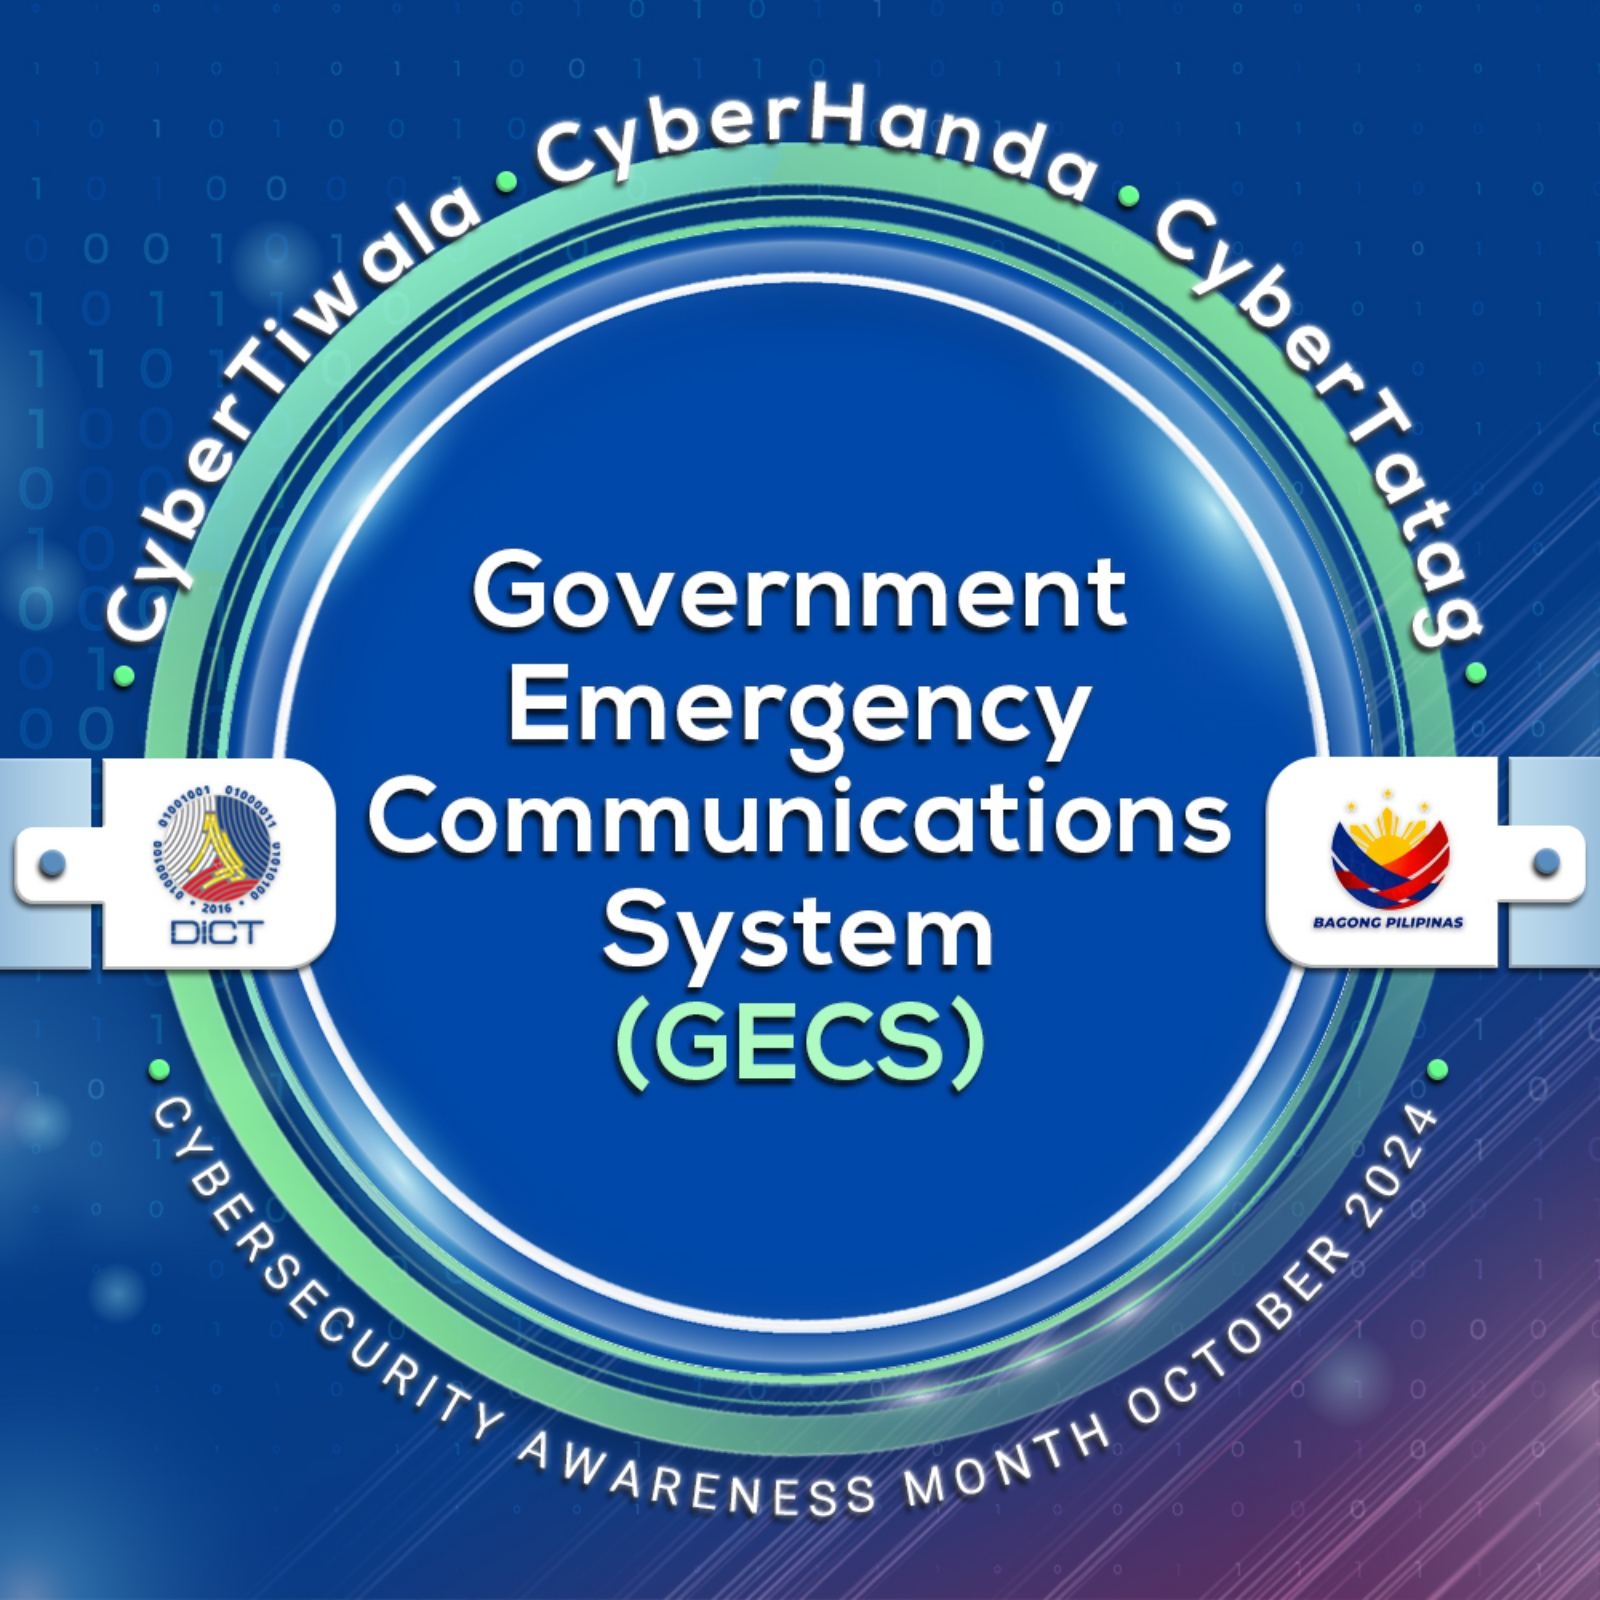 CyberTiwala • CyberHanda • CyberTatag
Government
Emergency
Communications
System
(GECS)
01001001 01000011
01000100 01010100
2016
DICT
BAGONG PILIPINAS
CYBERSECURITY AWARENESS MONTH OCTOBER 2024